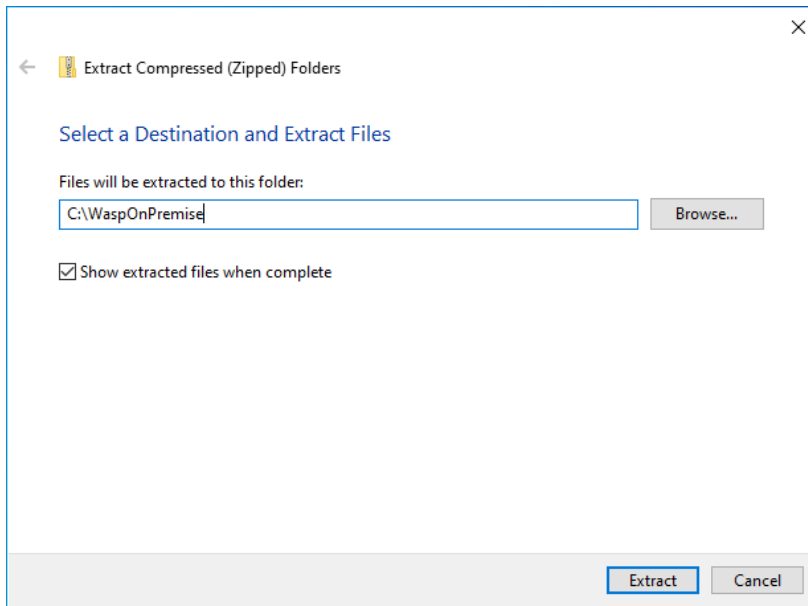 Extract Compressed (Zipped) Folders
Select a Destination and Extract Files
Files will be extracted to this folder:
C:\WaspOnPremise
Browse...
Show extracted files when complete
Extract
Cancel